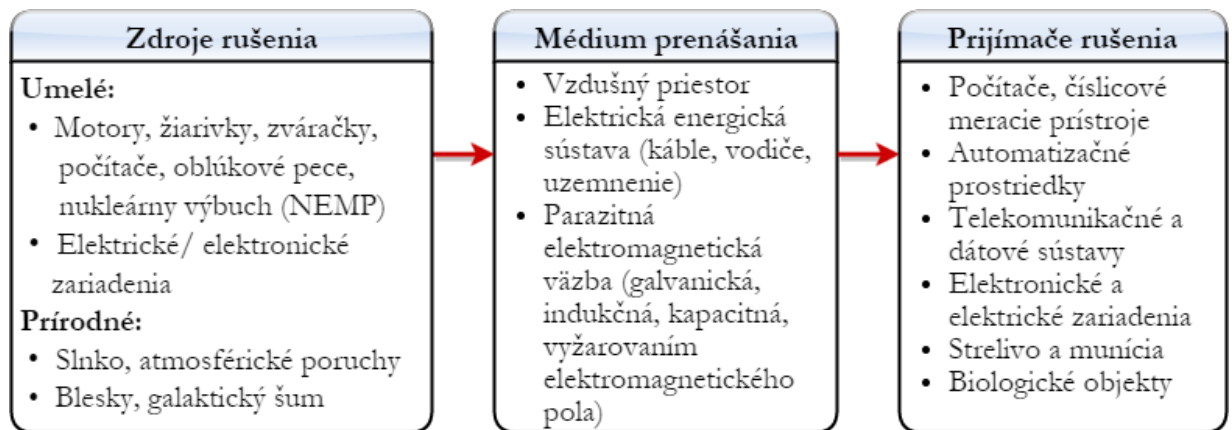 Zdroje rušenia
Umelé:
• Motory, žiarivky, zváračky,
počítače, oblúkové pece,
nukleárny výbuch (NEMP)
• Elektrické/ elektronické
zariadenia
Prírodné:
• Slnko, atmosférické poruchy
• Blesky, galaktický šum
Médium prenášania
• Vzdušný priestor
• Elektrická energická
sústava (káble, vodiče,
uzemnenie)
• Parazitná
elektromagnetická
väzba (galvanická,
indukčná, kapacitná,
vyžarovaním
elektromagnetického
pola)
Prijímače rušenia
• Počítače, číslicové
meracie prístroje
• Automatizačné
prostriedky
• Telekomunikačné a
dátové sústavy
• Elektronické a
elektrické zariadenia
• Strelivo a munícia
• Biologické objekty